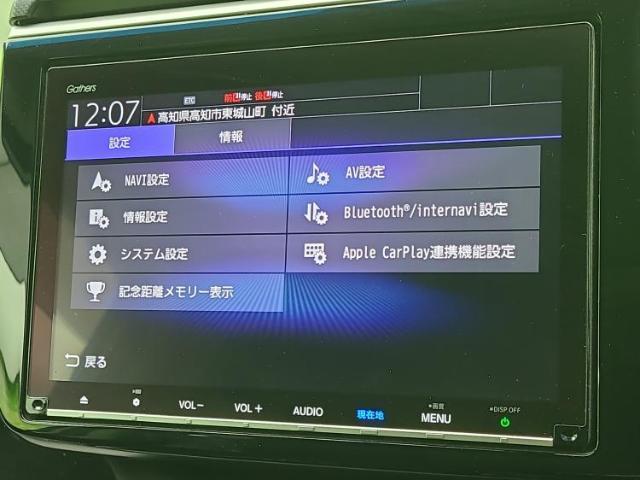 Gathers
12:07
ETC 前 停止 後 停止
高知県高知市東城山町 付近
設定
情報
NAVI設定
AV設定
情報設定
Bluetooth®/internavi設定
システム設定
Apple CarPlay連携機能設定
記念距離メモリー表示
戻る
VOL− VOL＋ AUDIO 現在地 *画質 MENU *DISP OFF